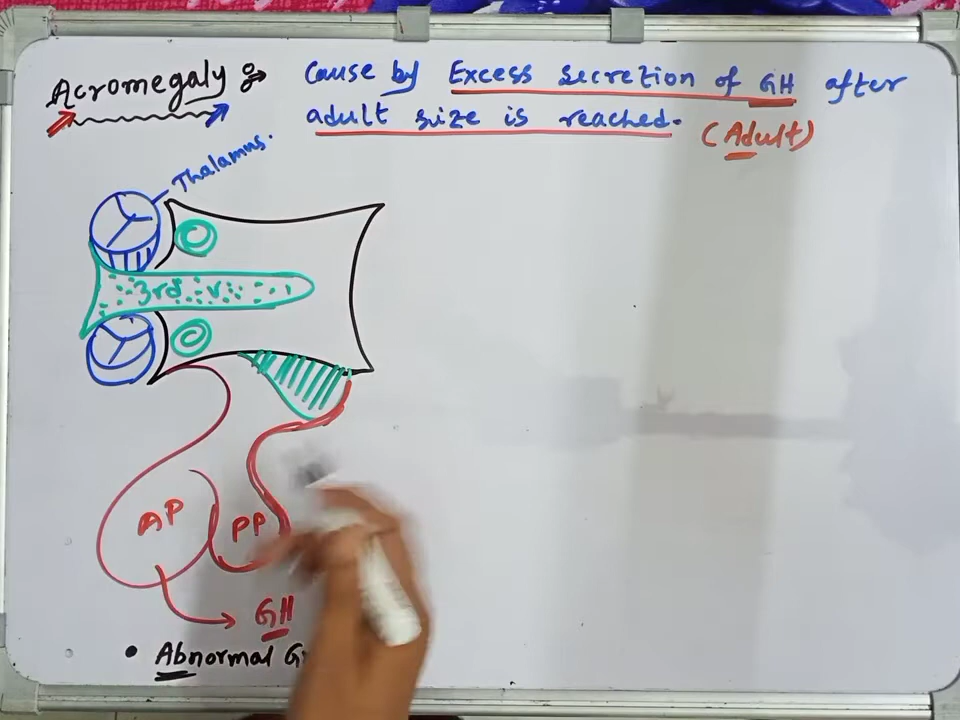 Acromegaly
Cause by Excess secretion of GH after
adult size is reached.
(Adult)
Thalamus.
3rd vi
AP
PP
GH
• Abnormal G